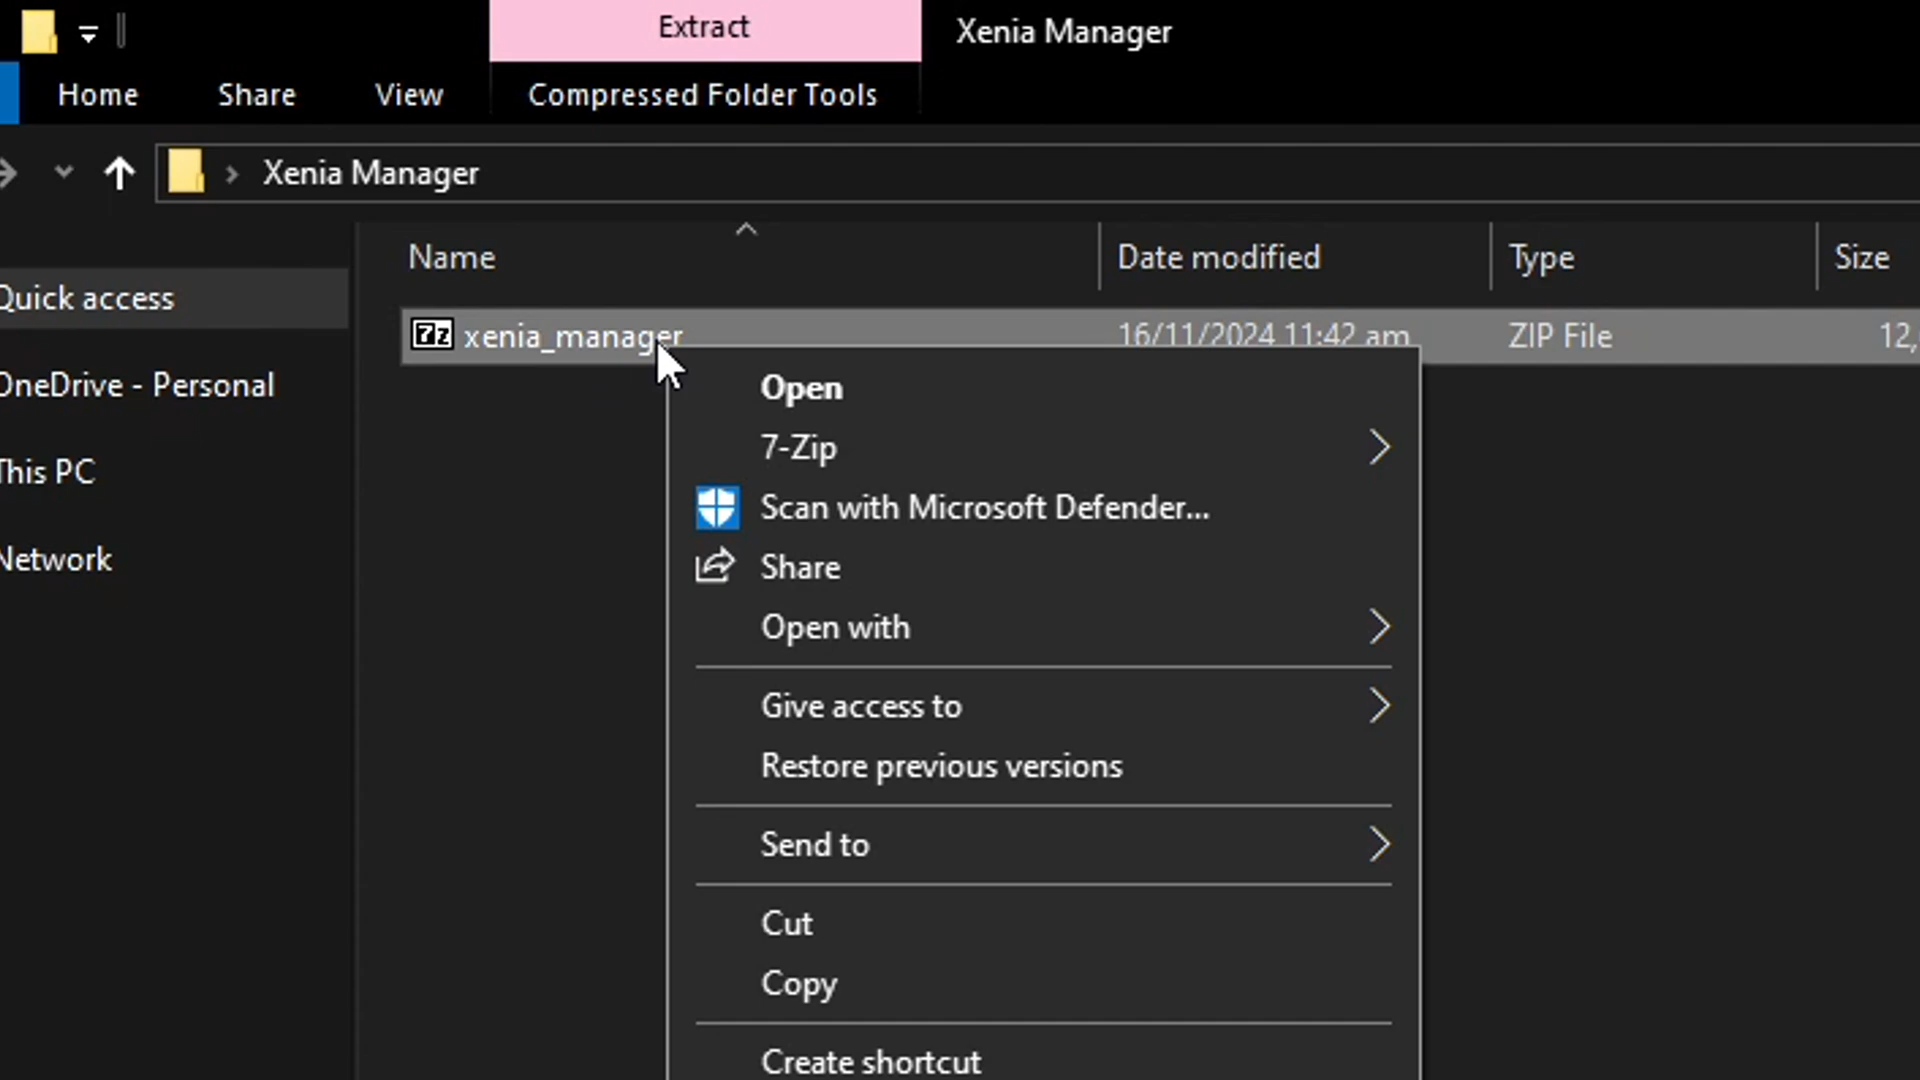 Extract
Xenia Manager
Home
Share
View
Compressed Folder Tools
Xenia Manager
Name
Date modified
Type
Size
Quick access
7z xenia_manager
16/11/2024 11:42 am
ZIP File
12,
OneDrive - Personal
This PC
Network
Open
7-Zip
Scan with Microsoft Defender...
Share
Open with
Give access to
Restore previous versions
Send to
Cut
Copy
Create shortcut